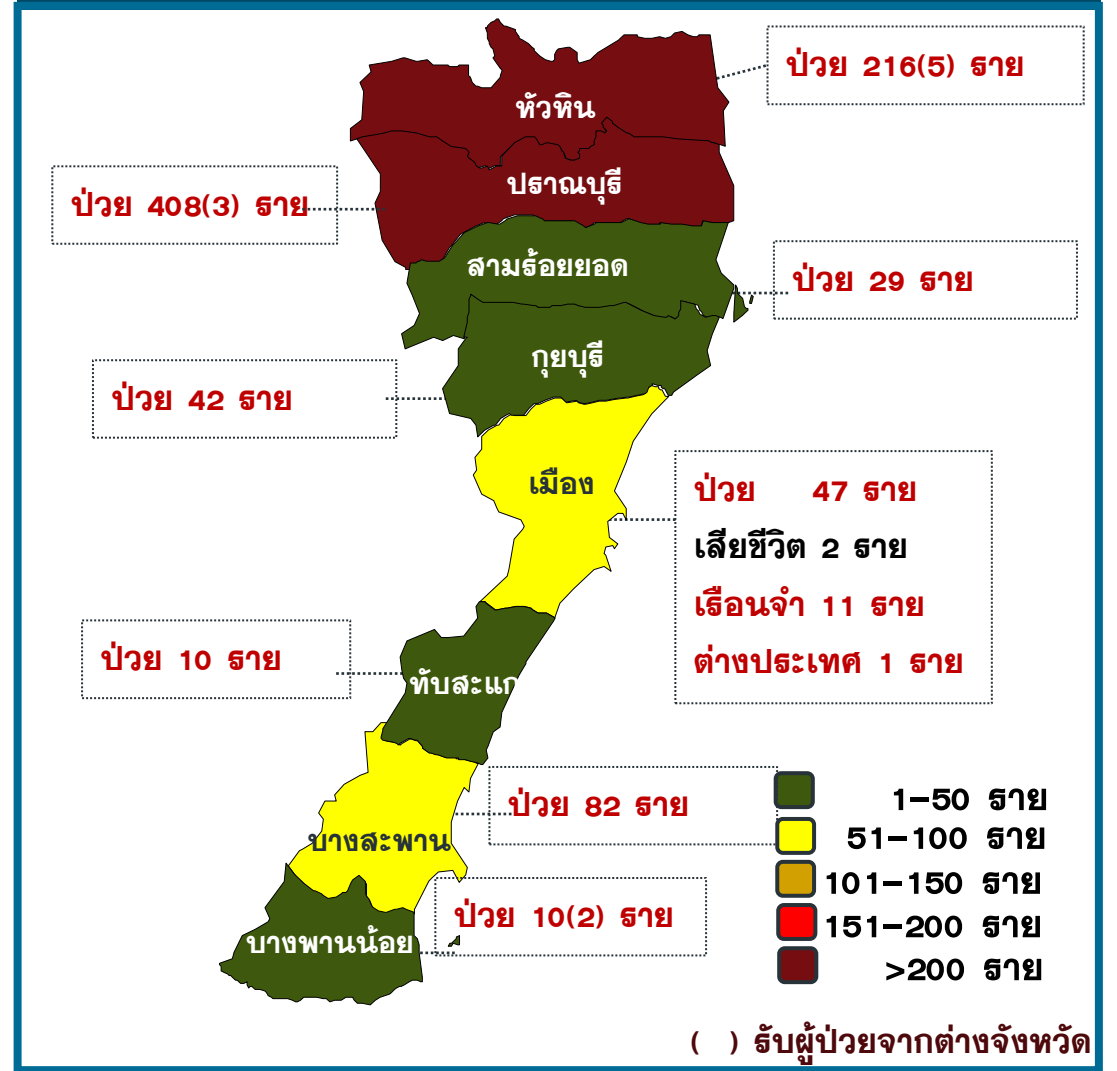 ป่วย 216(5) ราย
หัวหิน
ปราณบุรี
ป่วย 408(3) ราย
สามร้อยยอด
ป่วย 29 ราย
กุยบุรี
ป่วย 42 ราย
เมือง
ป่วย 47 ราย
เสียชีวิต 2 ราย
เรือนจำ 11 ราย
ต่างประเทศ 1 ราย
ป่วย 10 ราย
ทับสะแก
ป่วย 82 ราย
บางสะพาน
ป่วย 10(2) ราย
บางพานน้อย
1-50 ราย
51-100 ราย
101-150 ราย
151-200 ราย
>200 ราย
( ) รับผู้ป่วยจากต่างจังหวัด